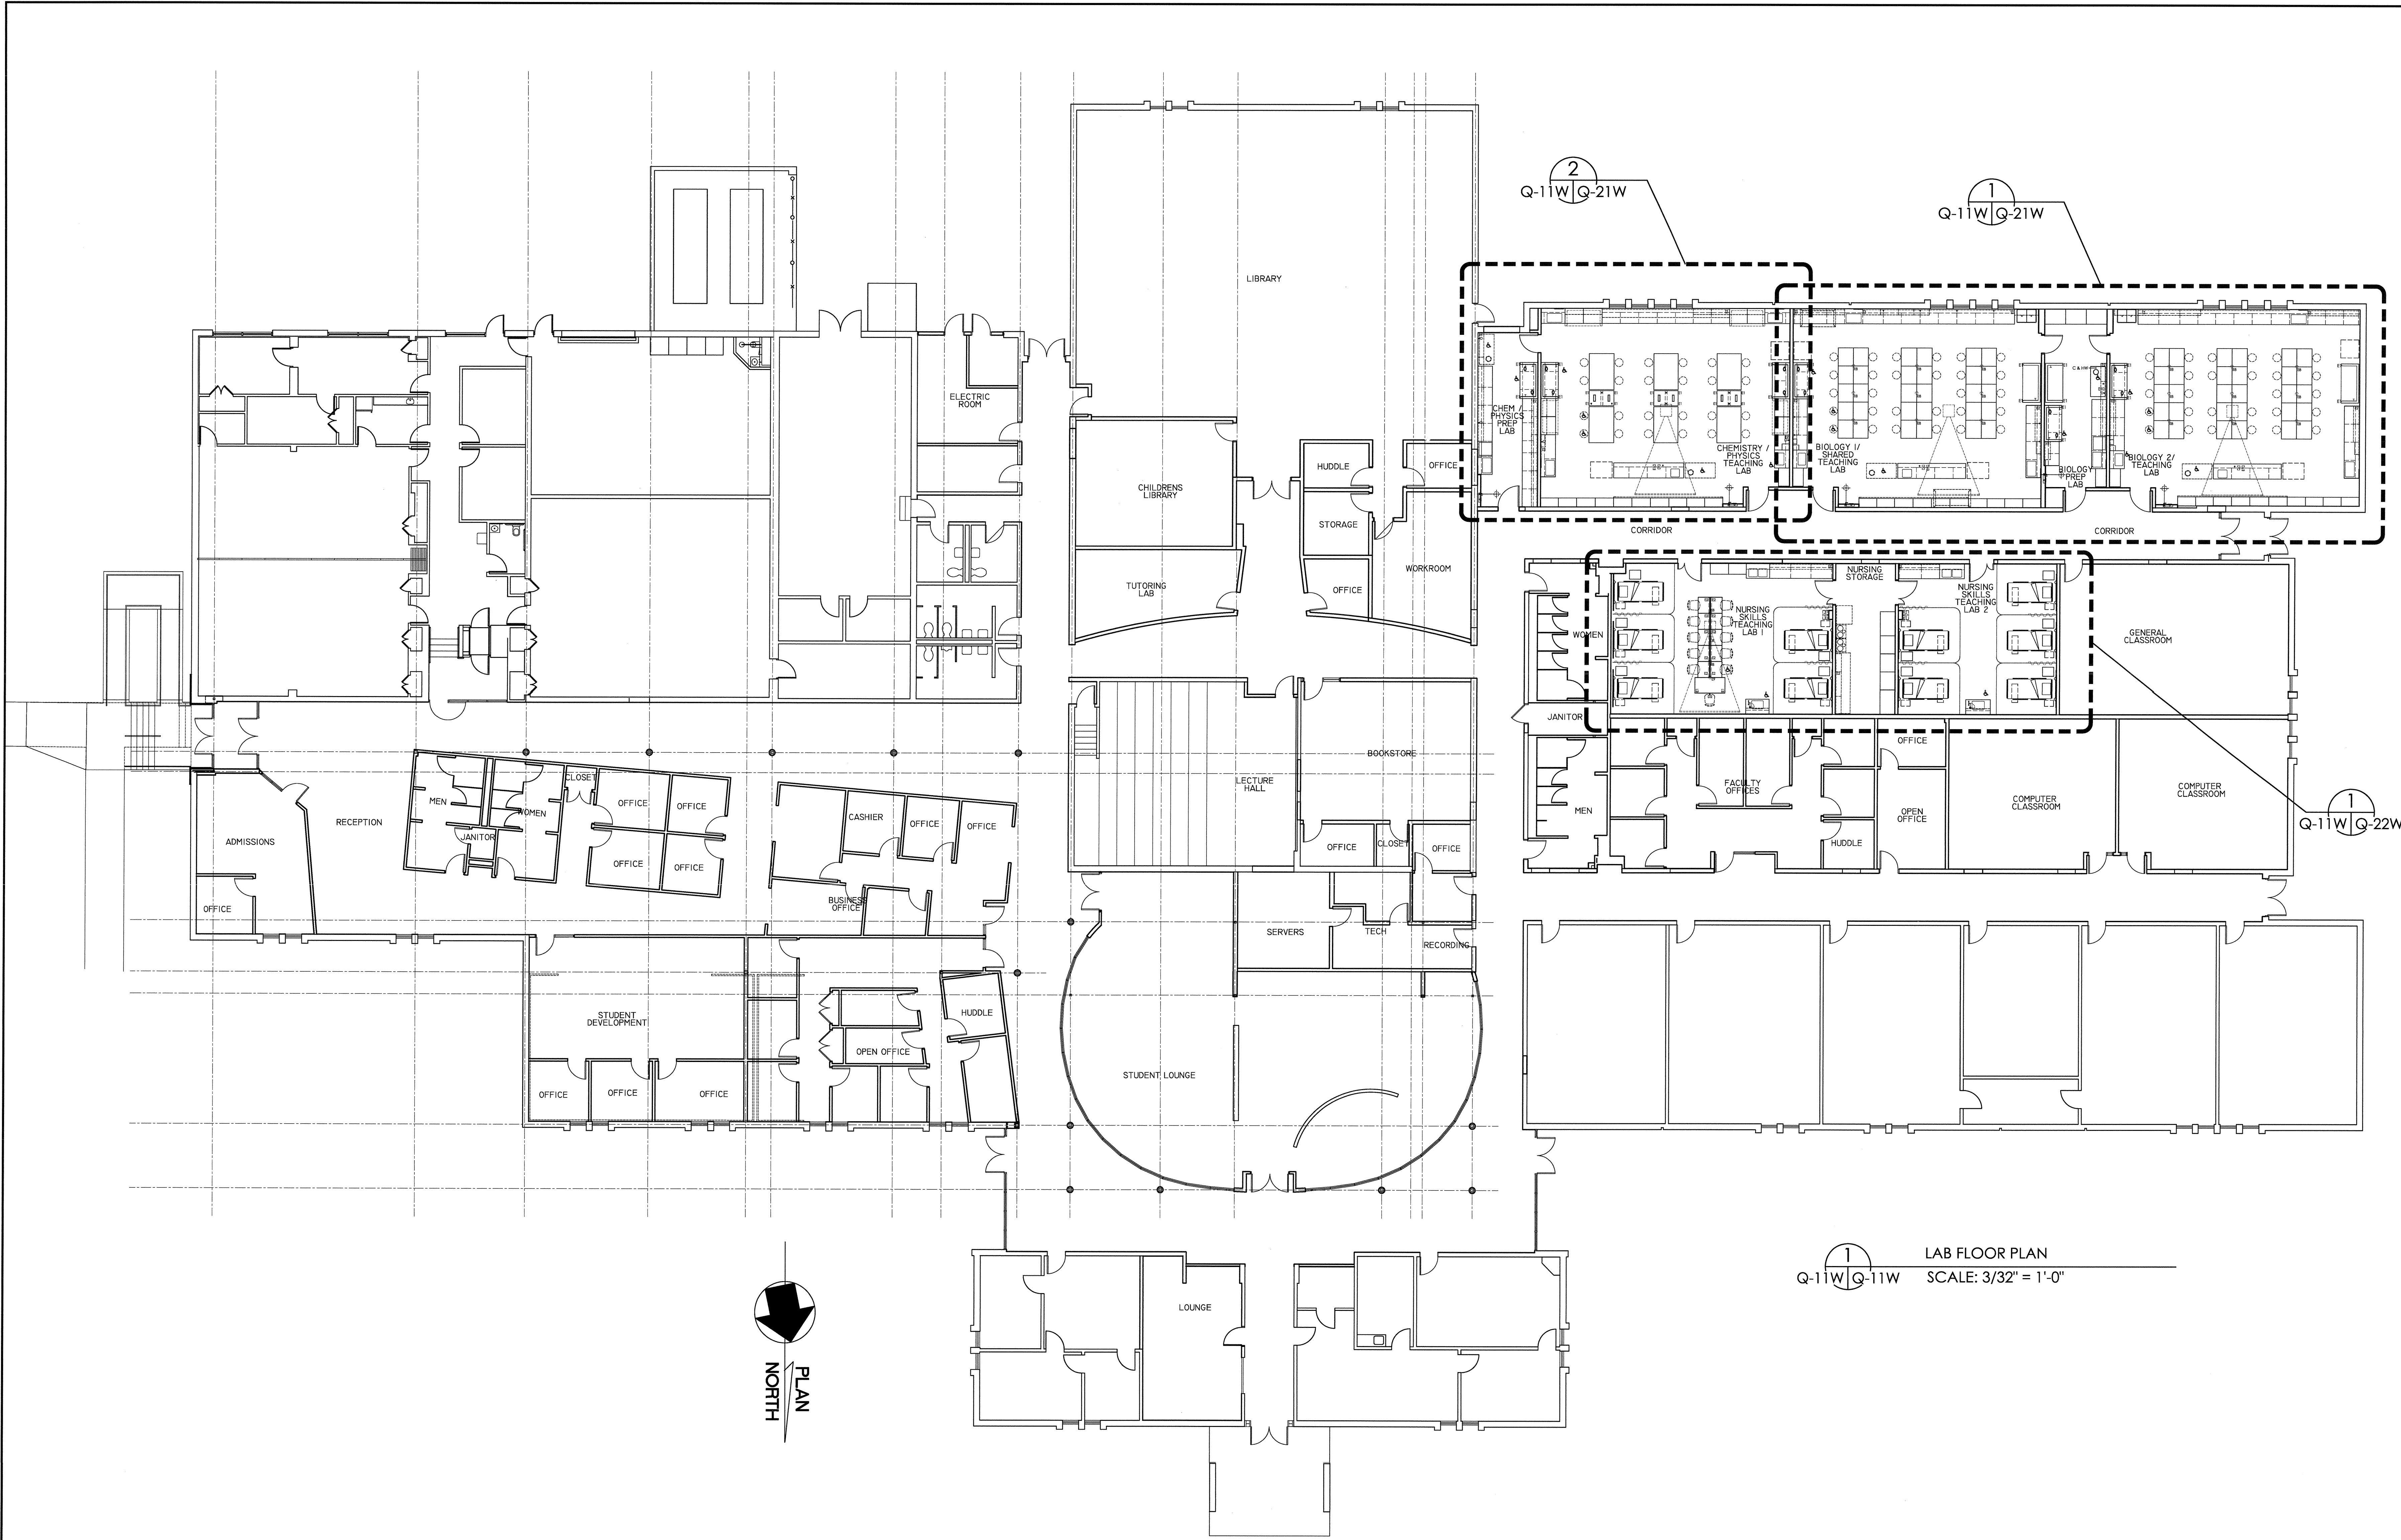 2
Q-11W Q-21W
1
Q-11W Q-21W
LIBRARY
ELECTRIC
ROOM
CHEM /
PHYSICS
PREP
LAB
CHEMISTRY /
PHYSICS
TEACHING
LAB
BIOLOGY 1/
SHARED
TEACHING
LAB
C & HW
BIOLOGY
PREP
LAB
BIOLOGY 2/
TEACHING
LAB
HUDDLE
OFFICE
CHILDRENS
LIBRARY
STORAGE
CORRIDOR
CORRIDOR
TUTORING
LAB
OFFICE
WORKROOM
WOMEN
NURSING
SKILLS
TEACHING
LAB 1
NURSING
STORAGE
NURSING
SKILLS
TEACHING
LAB 2
GENERAL
CLASSROOM
JANITOR
LECTURE
HALL
BOOKSTORE
OFFICE
CLOSET
OFFICE
MEN
FACULTY
OFFICES
OFFICE
OPEN
OFFICE
HUDDLE
COMPUTER
CLASSROOM
COMPUTER
CLASSROOM
1
Q-11W Q-22W
ADMISSIONS
OFFICE
RECEPTION
MEN
JANITOR
WOMEN
CLOSET
OFFICE
OFFICE
OFFICE
OFFICE
CASHIER
OFFICE
OFFICE
BUSINESS
OFFICE
SERVERS
TECH
RECORDING
STUDENT
DEVELOPMENT
OFFICE
OFFICE
OFFICE
OPEN OFFICE
HUDDLE
STUDENT LOUNGE
LOUNGE
PLAN
NORTH
1
Q-11W Q-11W
LAB FLOOR PLAN
SCALE: 3/32" = 1'-0"